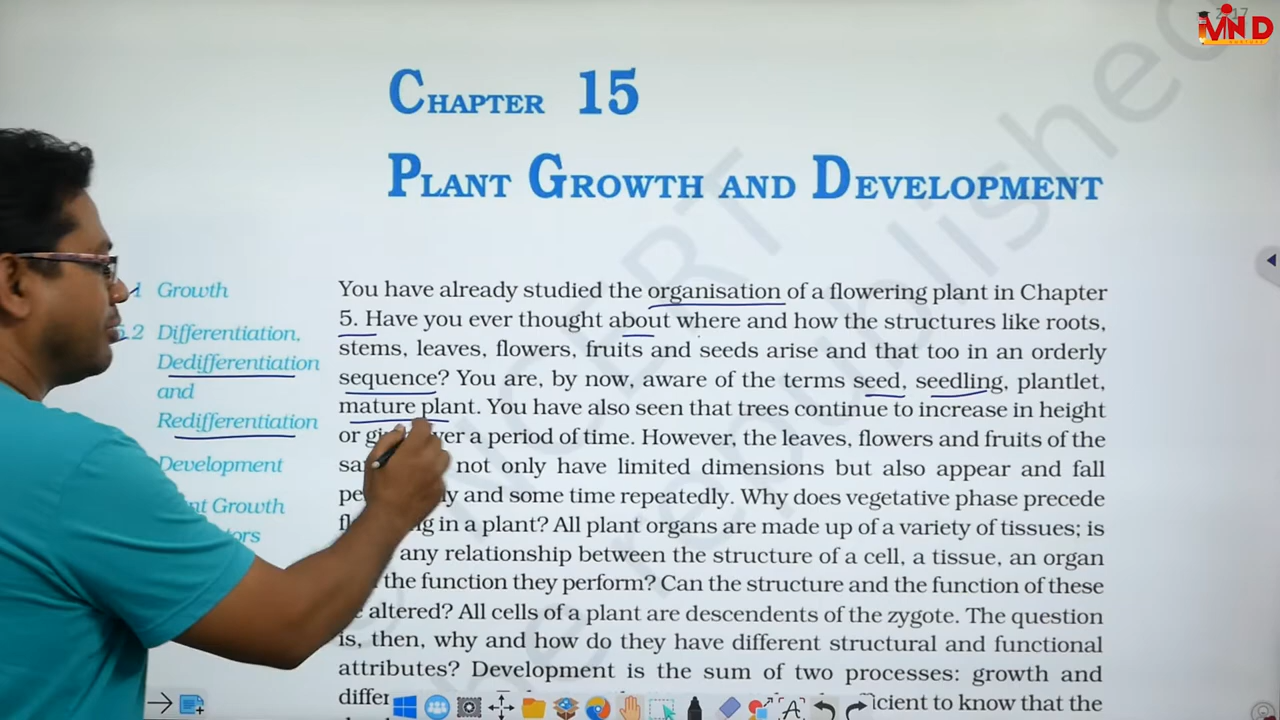 MIND
CHAPTER 15
PLANT GROWTH AND DEVELOPMENT
Growth
.2 Differentiation,
Dedifferentiation
and
Redifferentiation
Development
Growth
You have already studied the organisation of a flowering plant in Chapter
5. Have you ever thought about where and how the structures like roots,
stems, leaves, flowers, fruits and seeds arise and that too in an orderly
sequence? You are, by now, aware of the terms seed, seedling, plantlet,
mature plant. You have also seen that trees continue to increase in height
or a period of time. However, the leaves, flowers and fruits of the
not only have limited dimensions but also appear and fall
and some time repeatedly. Why does vegetative phase precede
in a plant? All plant organs are made up of a variety of tissues; is
any relationship between the structure of a cell, a tissue, an organ
the function they perform? Can the structure and the function of these
altered? All cells of a plant are descendents of the zygote. The question
is, then, why and how do they have different structural and functional
attributes? Development is the sum of two processes: growth and
to know that the
NCERT
republished